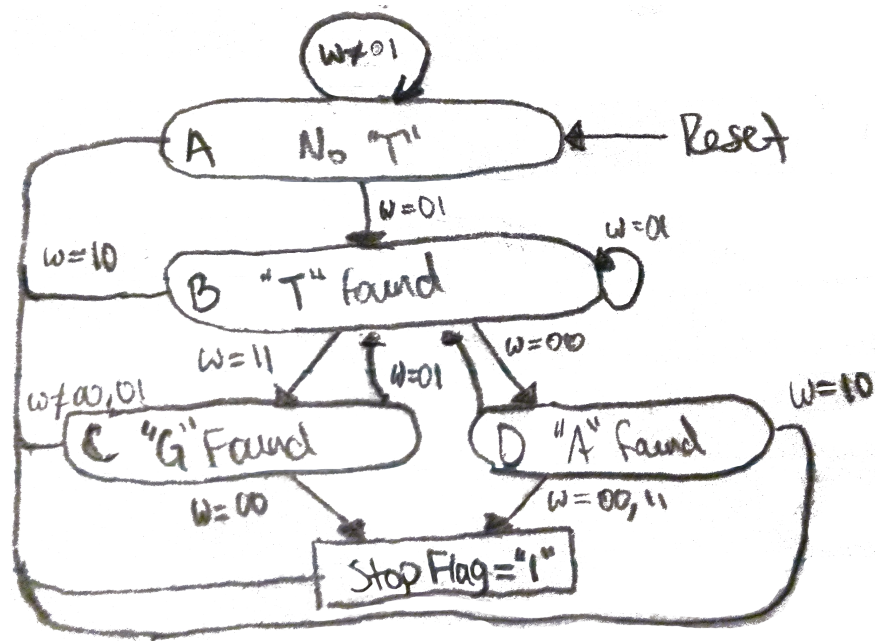 w≠01
A No "T"
Reset
w=01
w=10
B "T" Found
w=01
w=11
w=01
w=00
w≠00,01
C "G" Found
D "A" Found
w=10
w=00
w=00,11
Stop Flag="1"